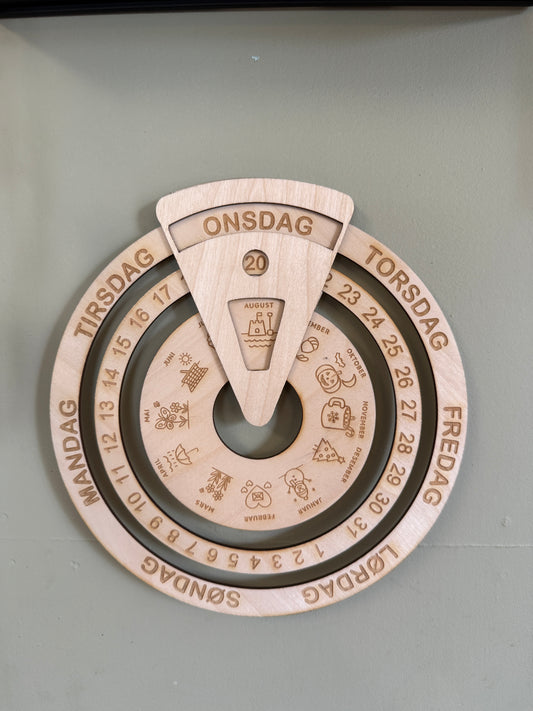 ONSDAG
TORSDAG
FREDAG
LØRDAG
SØNDAG
MANDAG
TIRSDAG
20
23
24
25
26
27
28
29
30
31
1
2
3
4
5
6
7
8
9
10
11
12
13
14
15
16
17
AUGUST
OKTOBER
NOVEMBER
DESEMBER
JANUAR
FEBRUAR
MARS
APRIL
MAI
JUNI